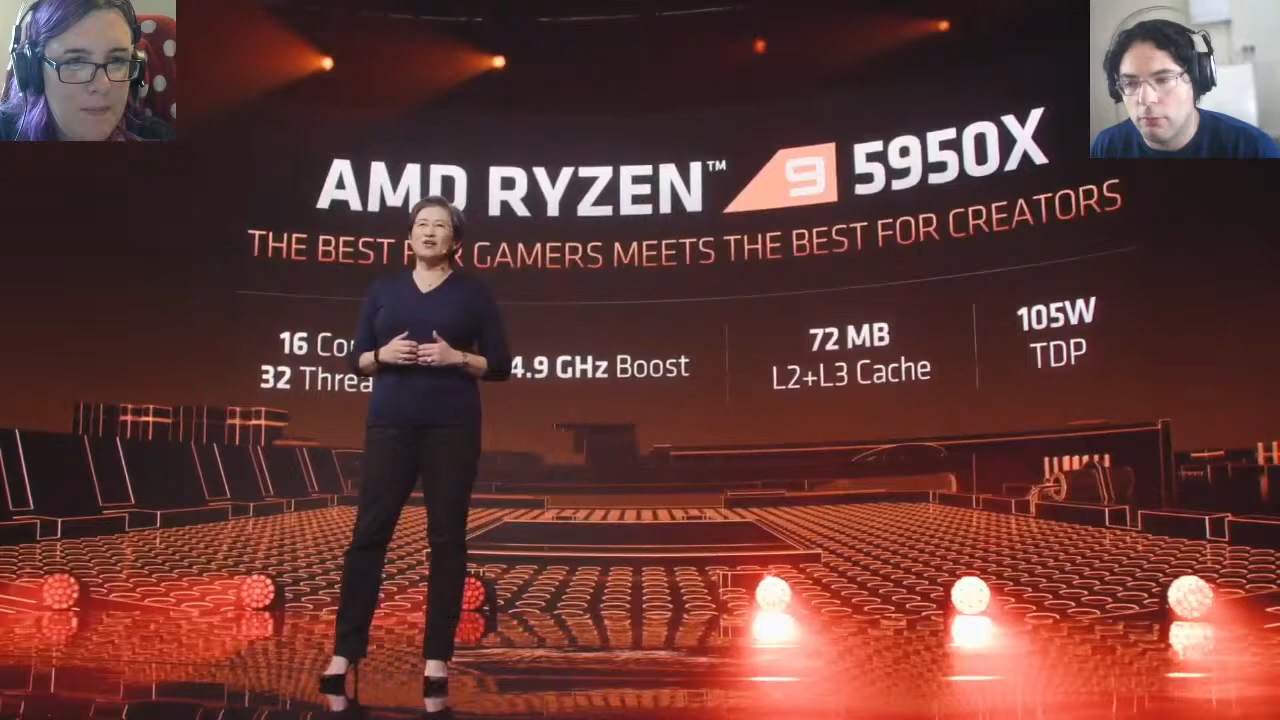 AMD RYZEN™ 9 5950X
THE BEST GAMERS MEETS THE BEST FOR CREATORS
16
32
4.9 GHz Boost
72 MB
L2+L3 Cache
105W
TDP